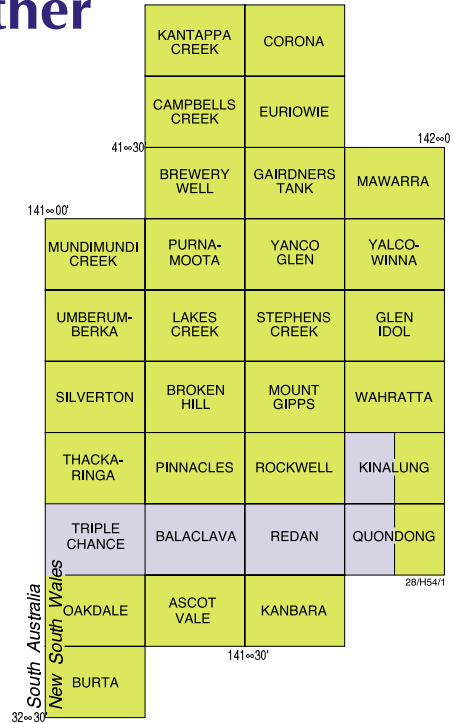 ther
KANTAPPA
CREEK
CORONA
CAMPBELLS
CREEK
EURIOWIE
41∞30'
142∞0
BREWERY
WELL
GAIRDNERS
TANK
MAWARRA
141∞00'
MUNDIMUNDI
CREEK
PURNA-
MOOTA
YANCO
GLEN
YALCO-
WINNA
UMBERUM-
BERKA
LAKES
CREEK
STEPHENS
CREEK
GLEN
IDOL
SILVERTON
BROKEN
HILL
MOUNT
GIPPS
WAHRATTA
THACKA-
RINGA
PINNACLES
ROCKWELL
KINALUNG
TRIPLE
CHANCE
BALACLAVA
REDAN
QUONDONG
28/H54/1
South Australia
New South Wales
OAKDALE
ASCOT
VALE
KANBARA
141∞30'
BURTA
32∞30'